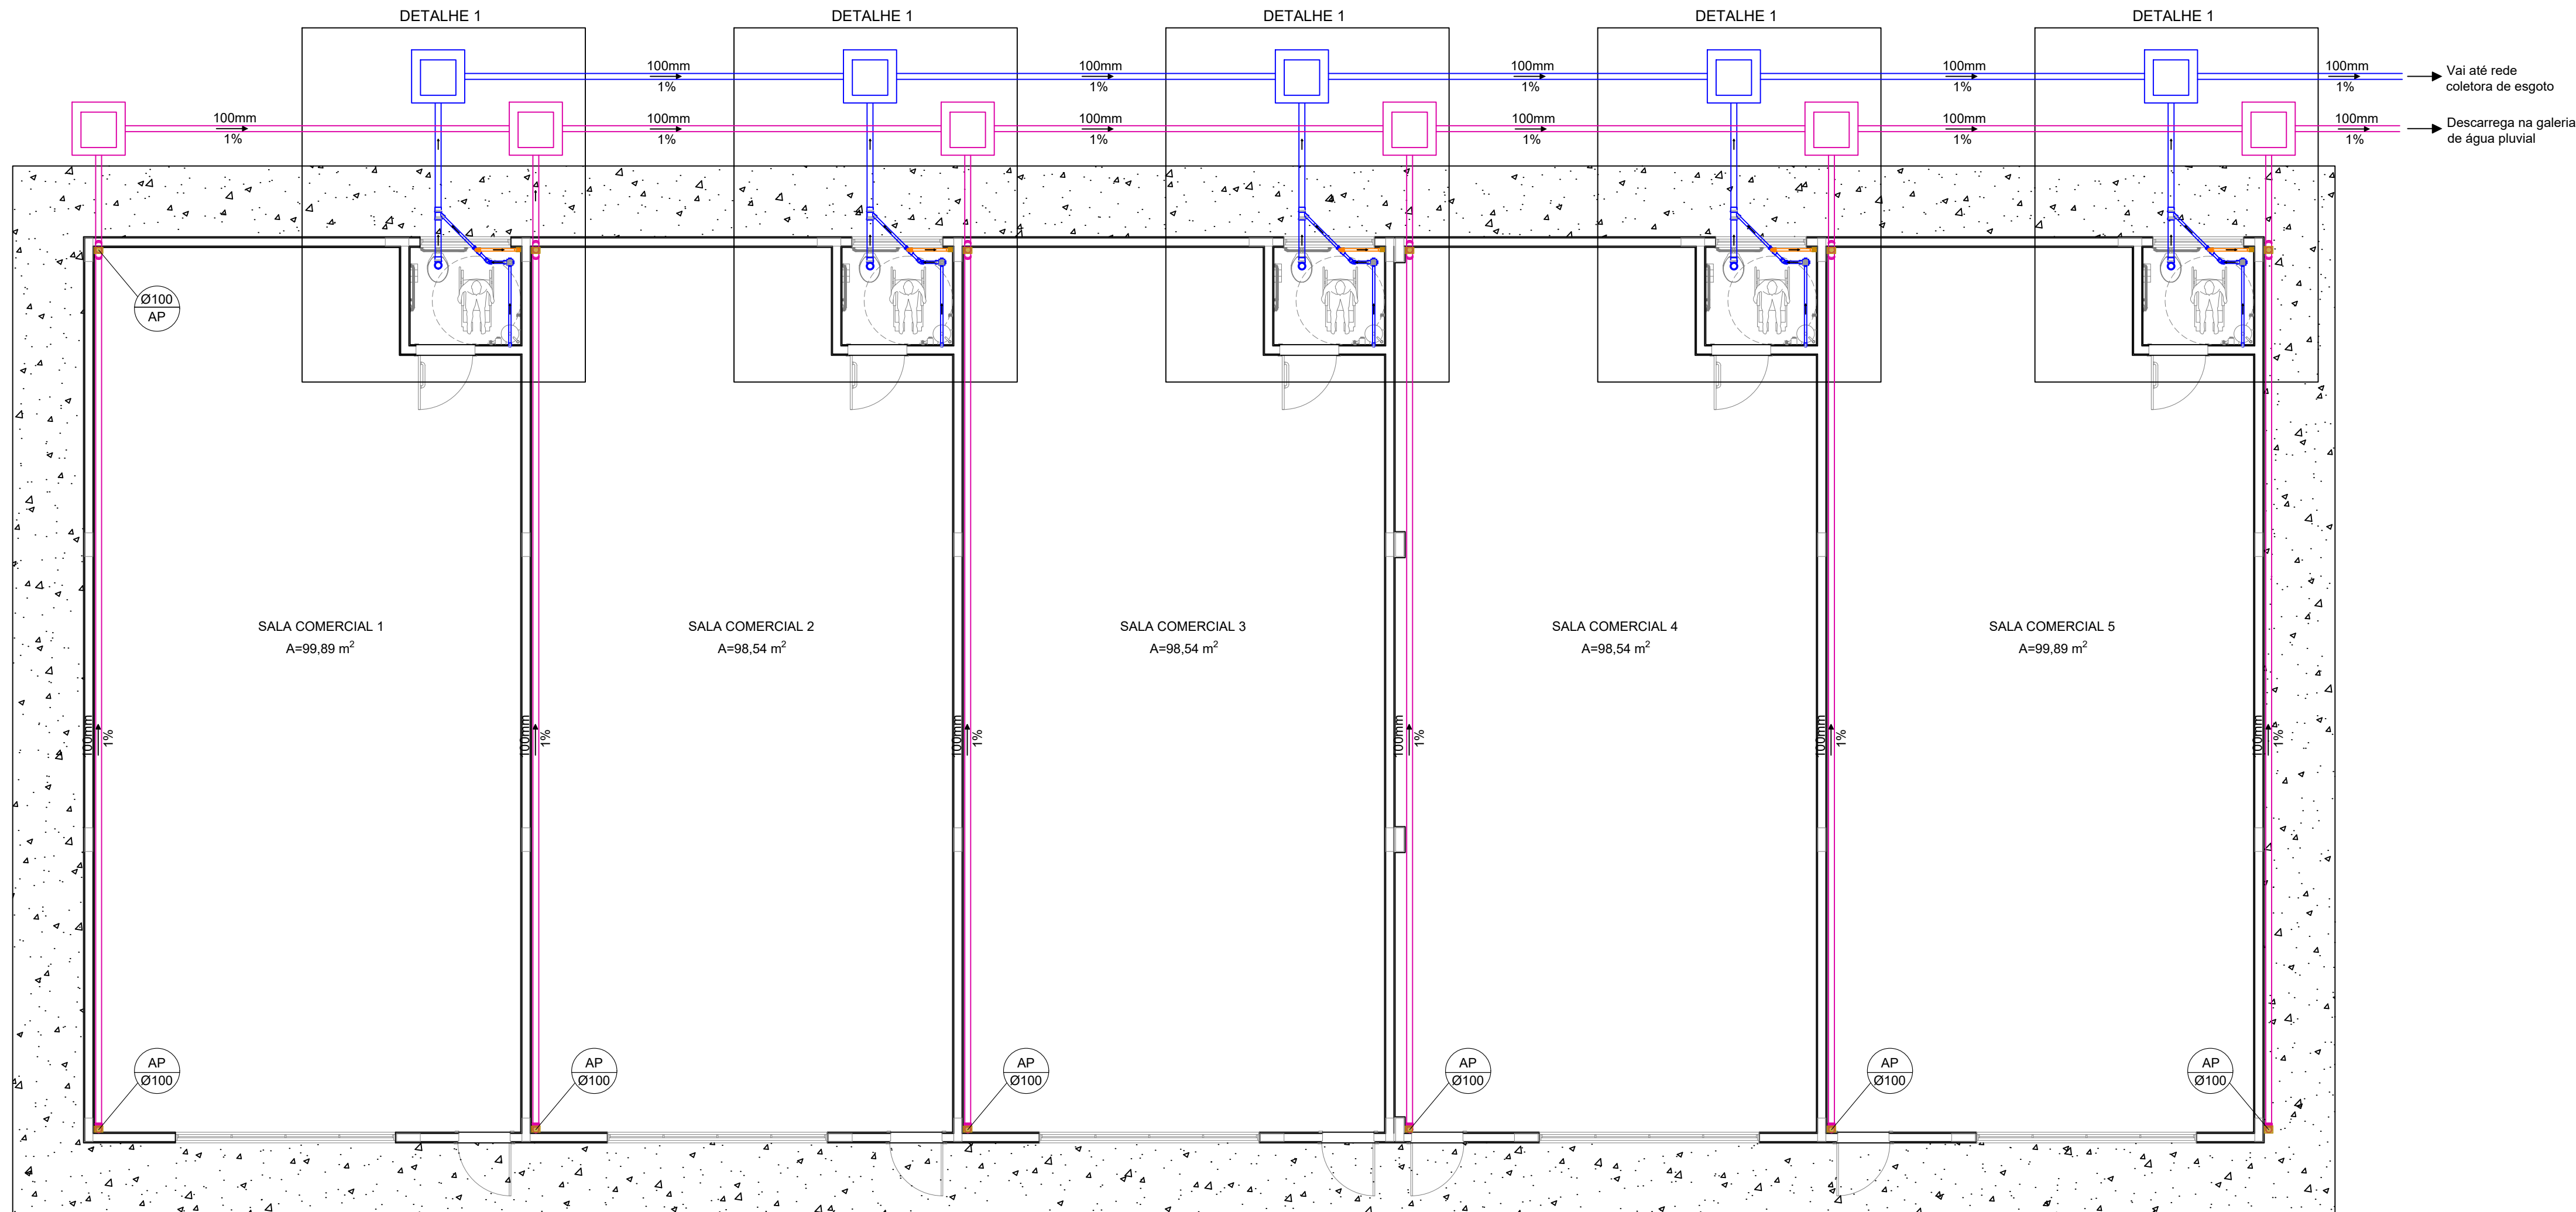 DETALHE 1
DETALHE 1
DETALHE 1
DETALHE 1
DETALHE 1
100mm
1%
100mm
1%
100mm
1%
100mm
1%
100mm
1%
Vai até rede
coletora de esgoto
100mm
1%
100mm
1%
100mm
1%
100mm
1%
100mm
1%
100mm
1%
Descarrega na galeria
de água pluvial
Ø100
AP
SALA COMERCIAL 1
A=99,89 m²
SALA COMERCIAL 2
A=98,54 m²
SALA COMERCIAL 3
A=98,54 m²
SALA COMERCIAL 4
A=98,54 m²
SALA COMERCIAL 5
A=99,89 m²
100mm
1%
100mm
1%
100mm
1%
100mm
1%
100mm
1%
100mm
1%
AP
Ø100
AP
Ø100
AP
Ø100
AP
Ø100
AP
Ø100
AP
Ø100